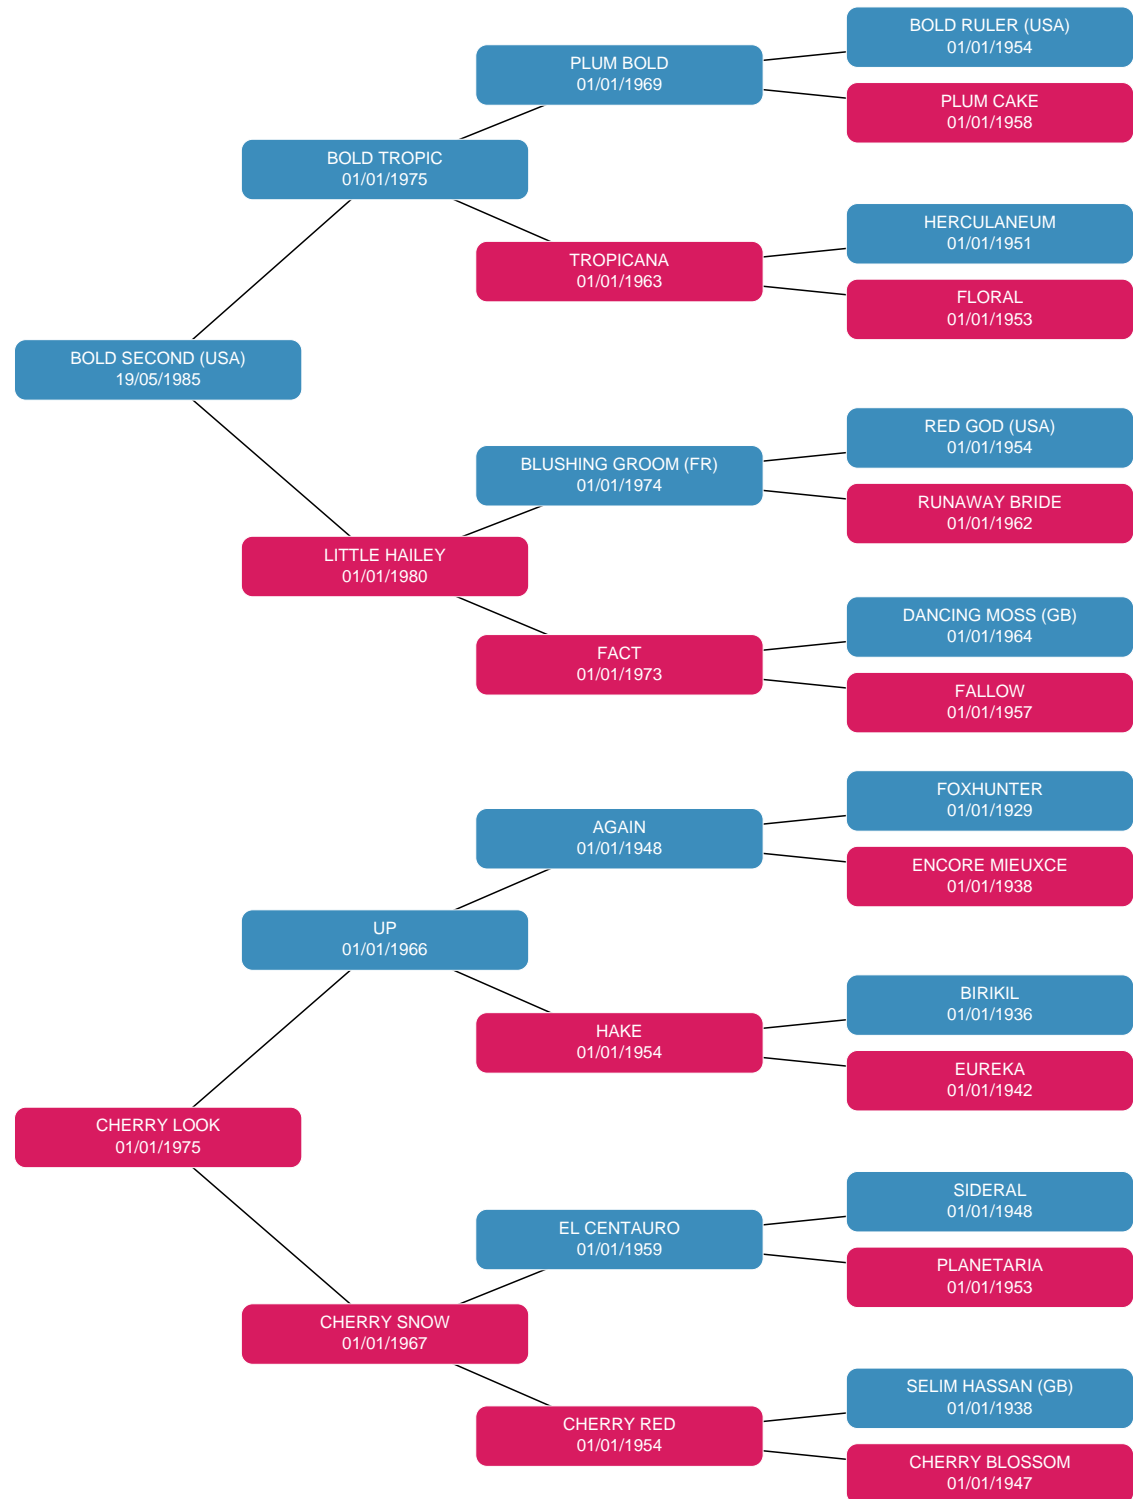 BOLD RULER (USA)
01/01/1954
PLUM BOLD
01/01/1969
PLUM CAKE
01/01/1958
BOLD TROPIC
01/01/1975
HERCULANEUM
01/01/1951
TROPICANA
01/01/1963
FLORAL
01/01/1953
BOLD SECOND (USA)
19/05/1985
RED GOD (USA)
01/01/1954
BLUSHING GROOM (FR)
01/01/1974
RUNAWAY BRIDE
01/01/1962
LITTLE HAILEY
01/01/1980
DANCING MOSS (GB)
01/01/1964
FACT
01/01/1973
FALLOW
01/01/1957
FOXHUNTER
01/01/1929
AGAIN
01/01/1948
ENCORE MIEUXCE
01/01/1938
UP
01/01/1966
BIRIKIL
01/01/1936
HAKE
01/01/1954
EUREKA
01/01/1942
CHERRY LOOK
01/01/1975
SIDERAL
01/01/1948
EL CENTAURO
01/01/1959
PLANETARIA
01/01/1953
CHERRY SNOW
01/01/1967
SELIM HASSAN (GB)
01/01/1938
CHERRY RED
01/01/1954
CHERRY BLOSSOM
01/01/1947